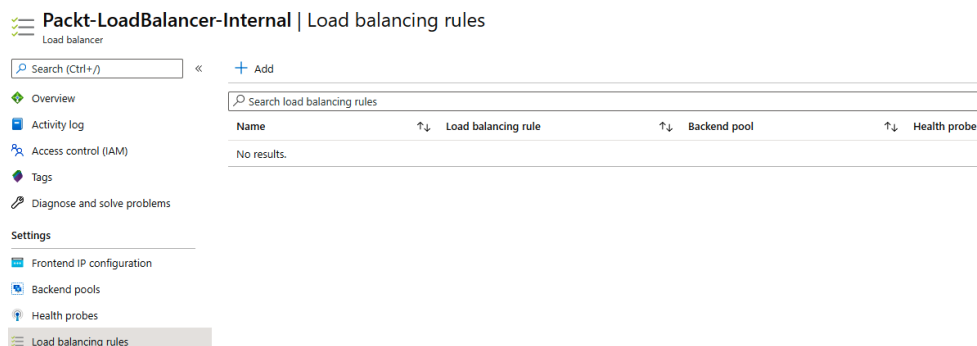 Packt-LoadBalancer-Internal | Load balancing rules
Load balancer
Search (Ctrl+/)
«
+ Add
Overview
Activity log
Access control (IAM)
Tags
Diagnose and solve problems
Settings
Frontend IP configuration
Backend pools
Health probes
Load balancing rules
Search load balancing rules
Name ↑↓ Load balancing rule ↑↓ Backend pool ↑↓ Health probe
No results.